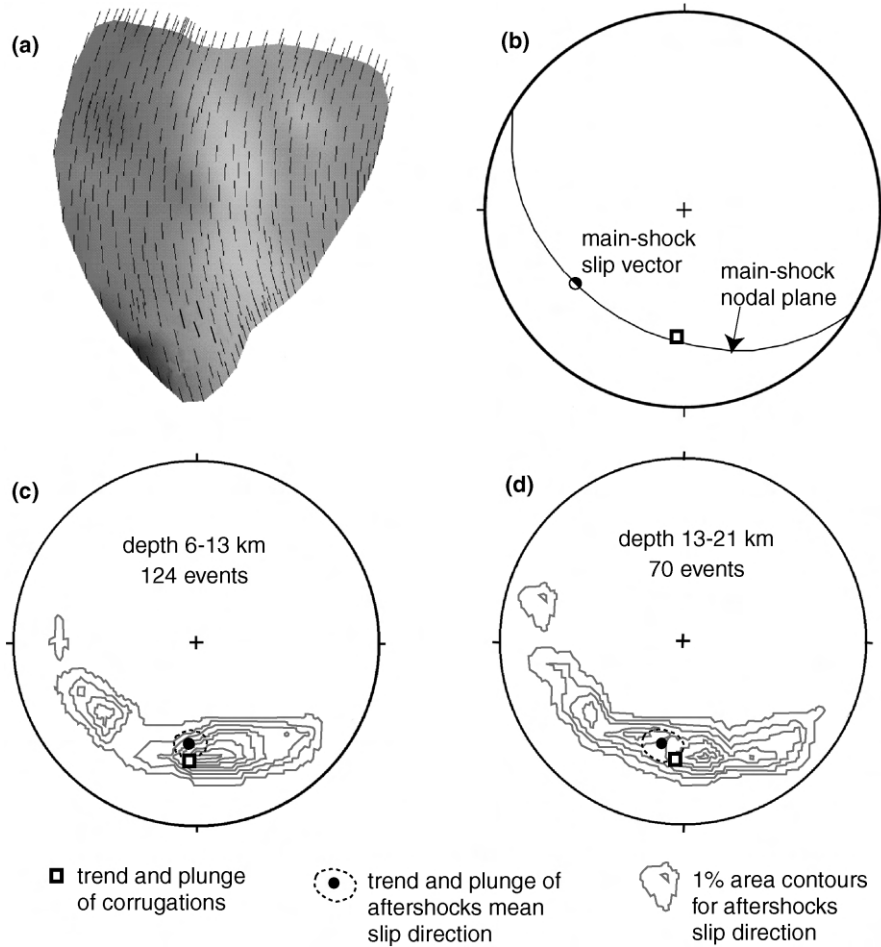 (a)
(b)
main-shock
slip vector
main-shock
nodal plane
(c)
depth 6-13 km
124 events
(d)
depth 13-21 km
70 events
trend and plunge
of corrugations
trend and plunge of
aftershocks mean
slip direction
1% area contours
for aftershocks
slip direction